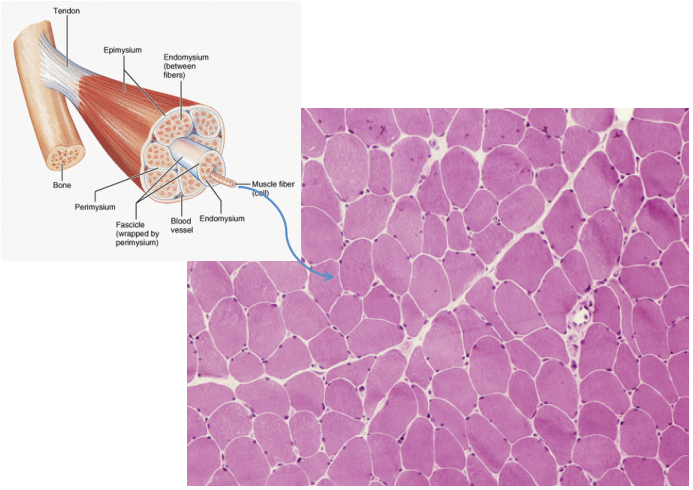 Tendon
Epimysium
Endomysium
(between
fibers)
Bone
Perimysium
Fascicle
(wrapped by
perimysium)
Blood
vessel
Endomysium
Muscle fiber
(cell)